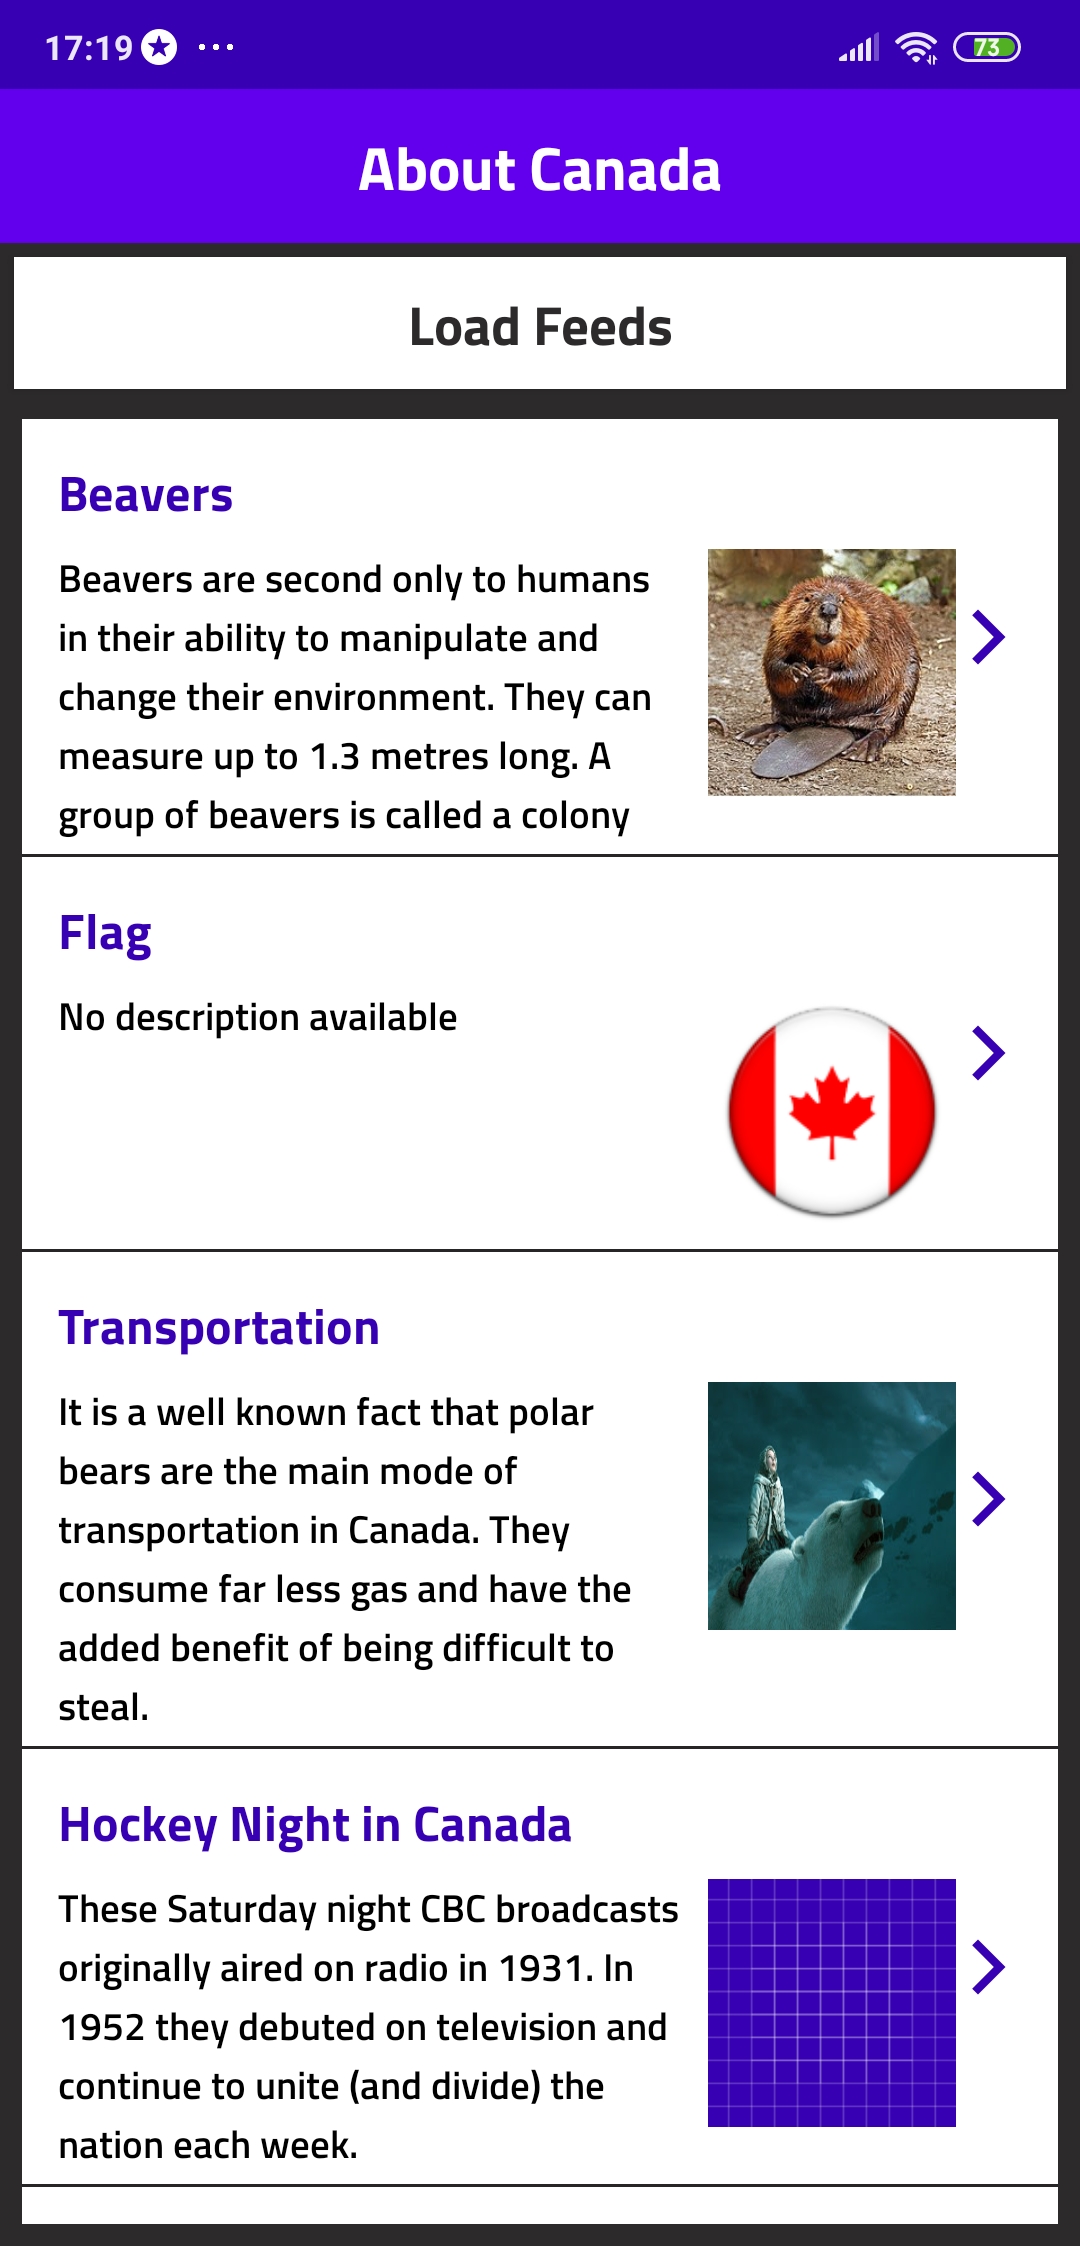 17:19
73
About Canada
Load Feeds
Beavers
Beavers are second only to humans
in their ability to manipulate and
change their environment. They can
measure up to 1.3 metres long. A
group of beavers is called a colony
Flag
No description available
Transportation
It is a well known fact that polar
bears are the main mode of
transportation in Canada. They
consume far less gas and have the
added benefit of being difficult to
steal.
Hockey Night in Canada
These Saturday night CBC broadcasts
originally aired on radio in 1931. In
1952 they debuted on television and
continue to unite (and divide) the
nation each week.